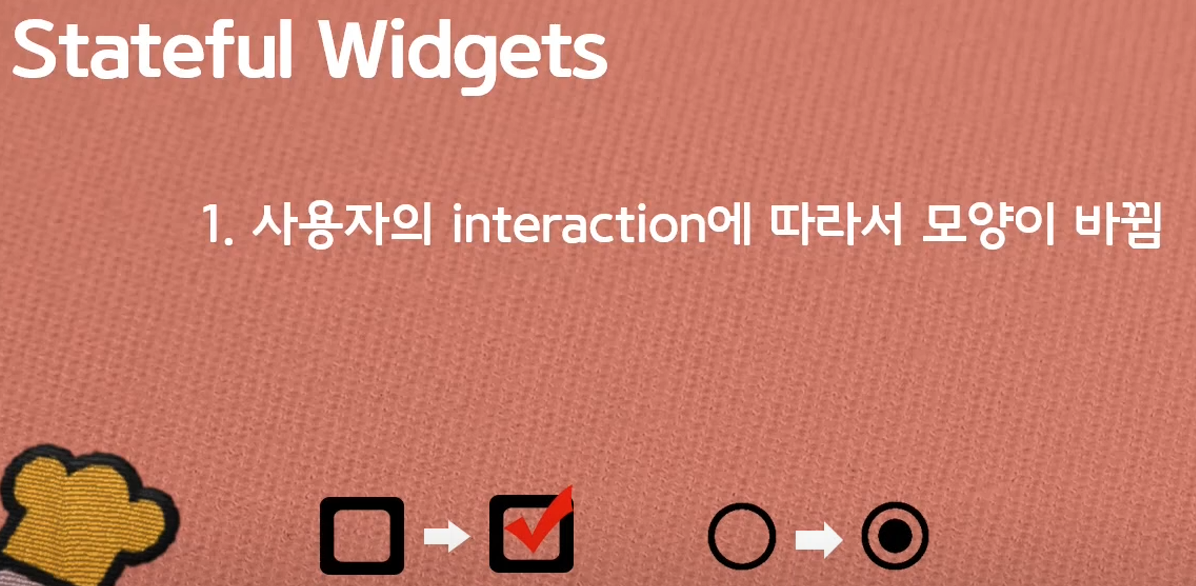 Stateful Widgets
1. 사용자의 interaction에 따라서 모양이 바뀜